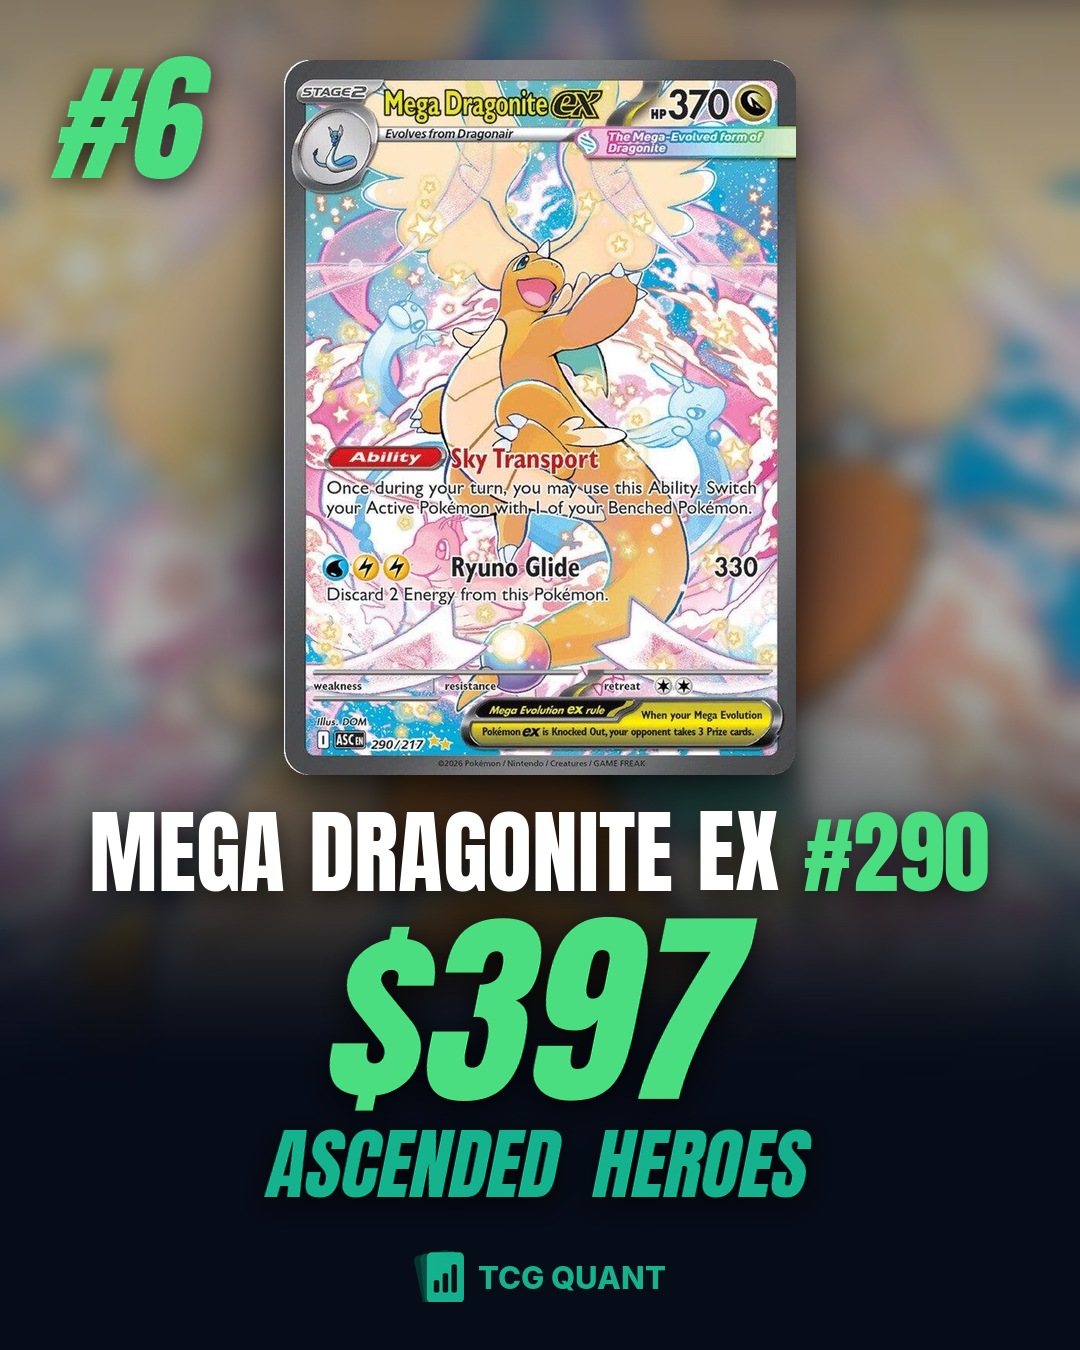 #6
STAGE2
Mega Dragonite ex
HP 370
Evolves from Dragonair
The Mega-Evolved form of
Dragonite
Ability Sky Transport
Once during your turn, you may use this Ability. Switch
your Active Pokémon with 1 of your Benched Pokémon.
Ryuno Glide 330
Discard 2 Energy from this Pokémon.
weakness resistance retreat
Mega Evolution ex rule
When your Mega Evolution
Pokémon ex is Knocked Out, your opponent takes 3 Prize cards.
Illus. DOM
I ASC EN 290/217
©2026 Pokémon / Nintendo / Creatures / GAME FREAK
MEGA DRAGONITE EX #290
$397
ASCENDED HEROES
TCG QUANT